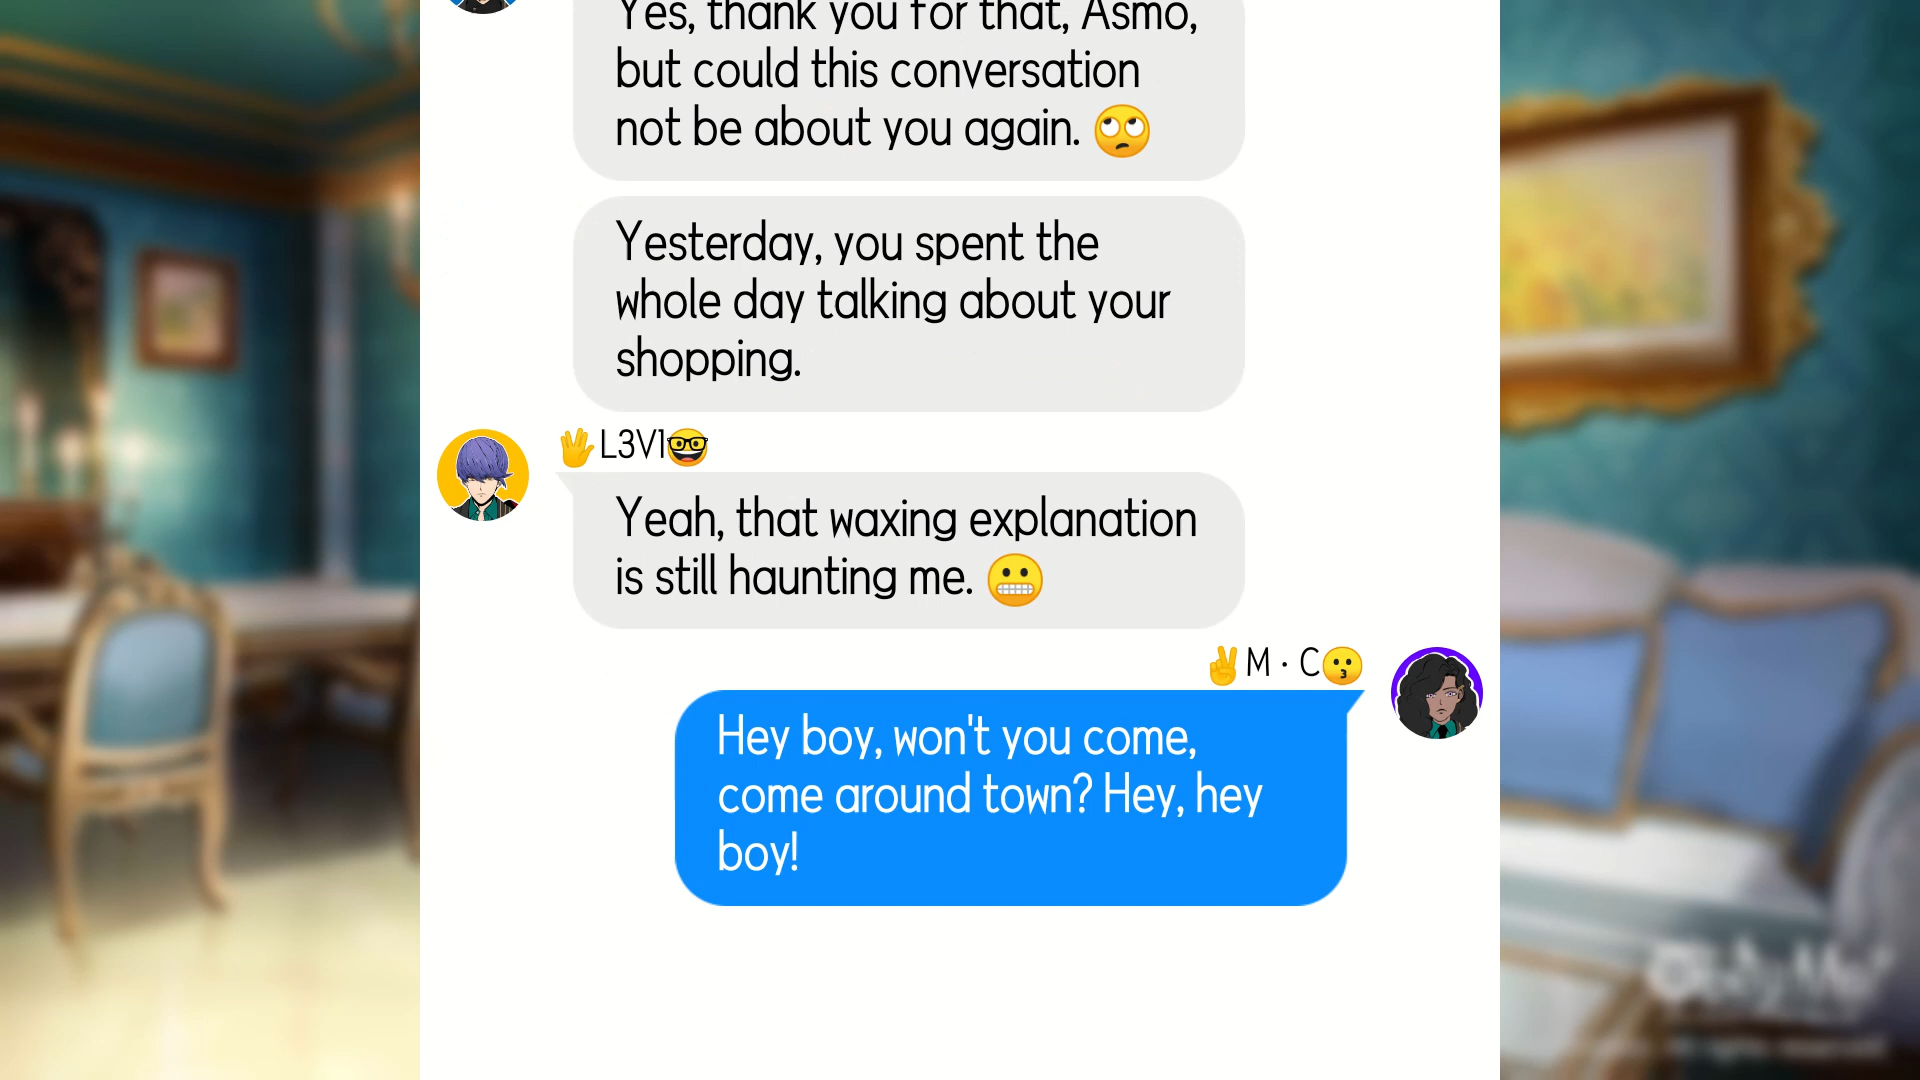 Yes, thank you for that, Asmo,
but could this conversation
not be about you again. 🙄
Yesterday, you spent the
whole day talking about your
shopping.
🖖L3V1🤓
Yeah, that waxing explanation
is still haunting me. 😬
✌M · C😗
Hey boy, won't you come,
come around town? Hey, hey
boy!